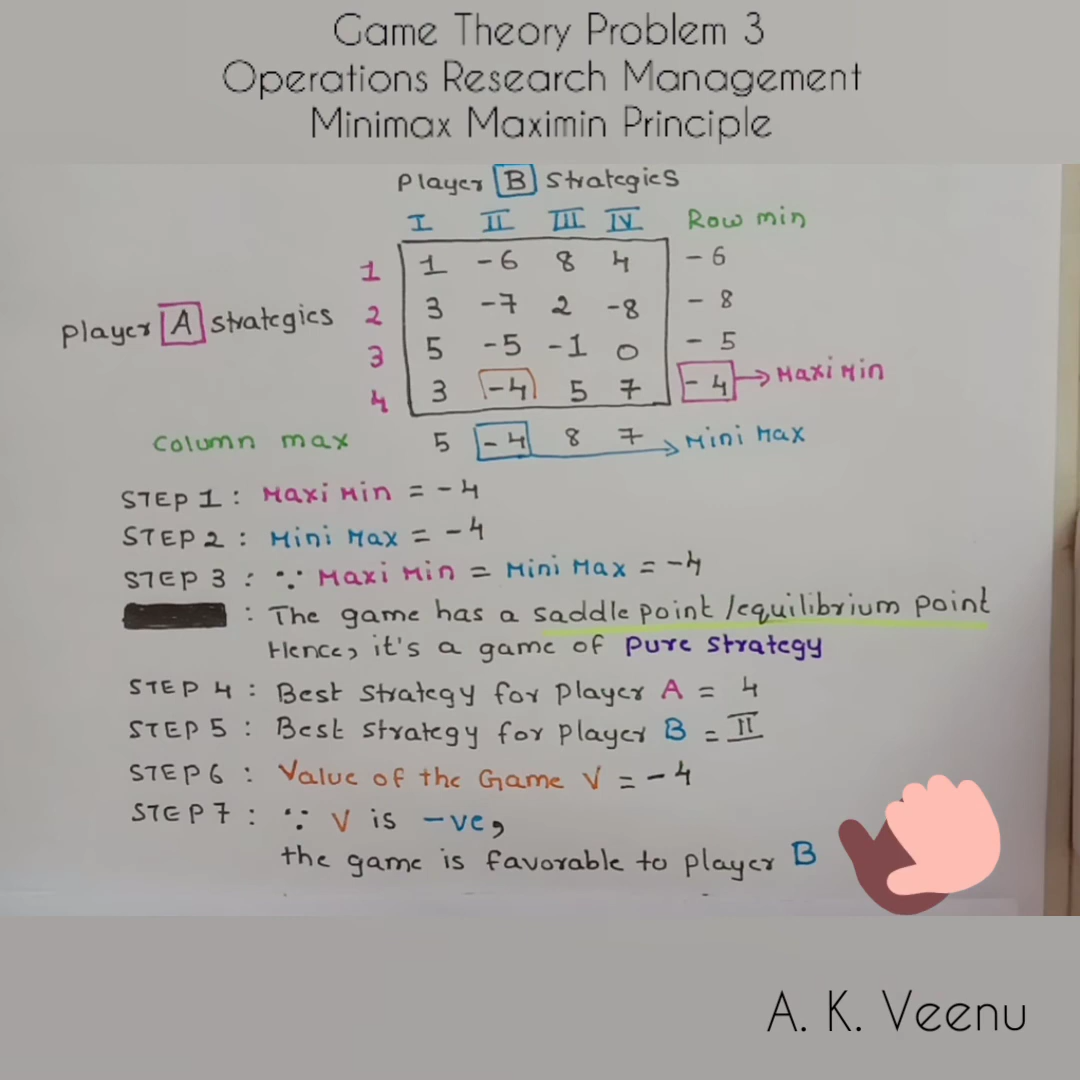 Game Theory Problem 3
Operations Research Management
Minimax Maximin Principle
Player B Strategies
I II III IV Row min
1 1 -6 8 4 -6
2 3 -7 2 -8 -8
Player A Strategies
3 5 -5 -1 0 -5
4 3 -4 5 7 -4 → Maxi Min
Column max 5 -4 8 7 → Mini Max
STEP 1 : Maxi Min = -4
STEP 2 : Mini Max = -4
STEP 3 : ∵ Maxi Min = Mini Max = -4
: The game has a saddle point /equilibrium point
Hence, it's a game of Pure Strategy
STEP 4 : Best Strategy for Player A = 4
STEP 5 : Best Strategy for Player B = II
STEP 6 : Value of the Game V = -4
STEP 7 : ∵ V is -ve,
the game is favorable to player B
A. K. Veenu